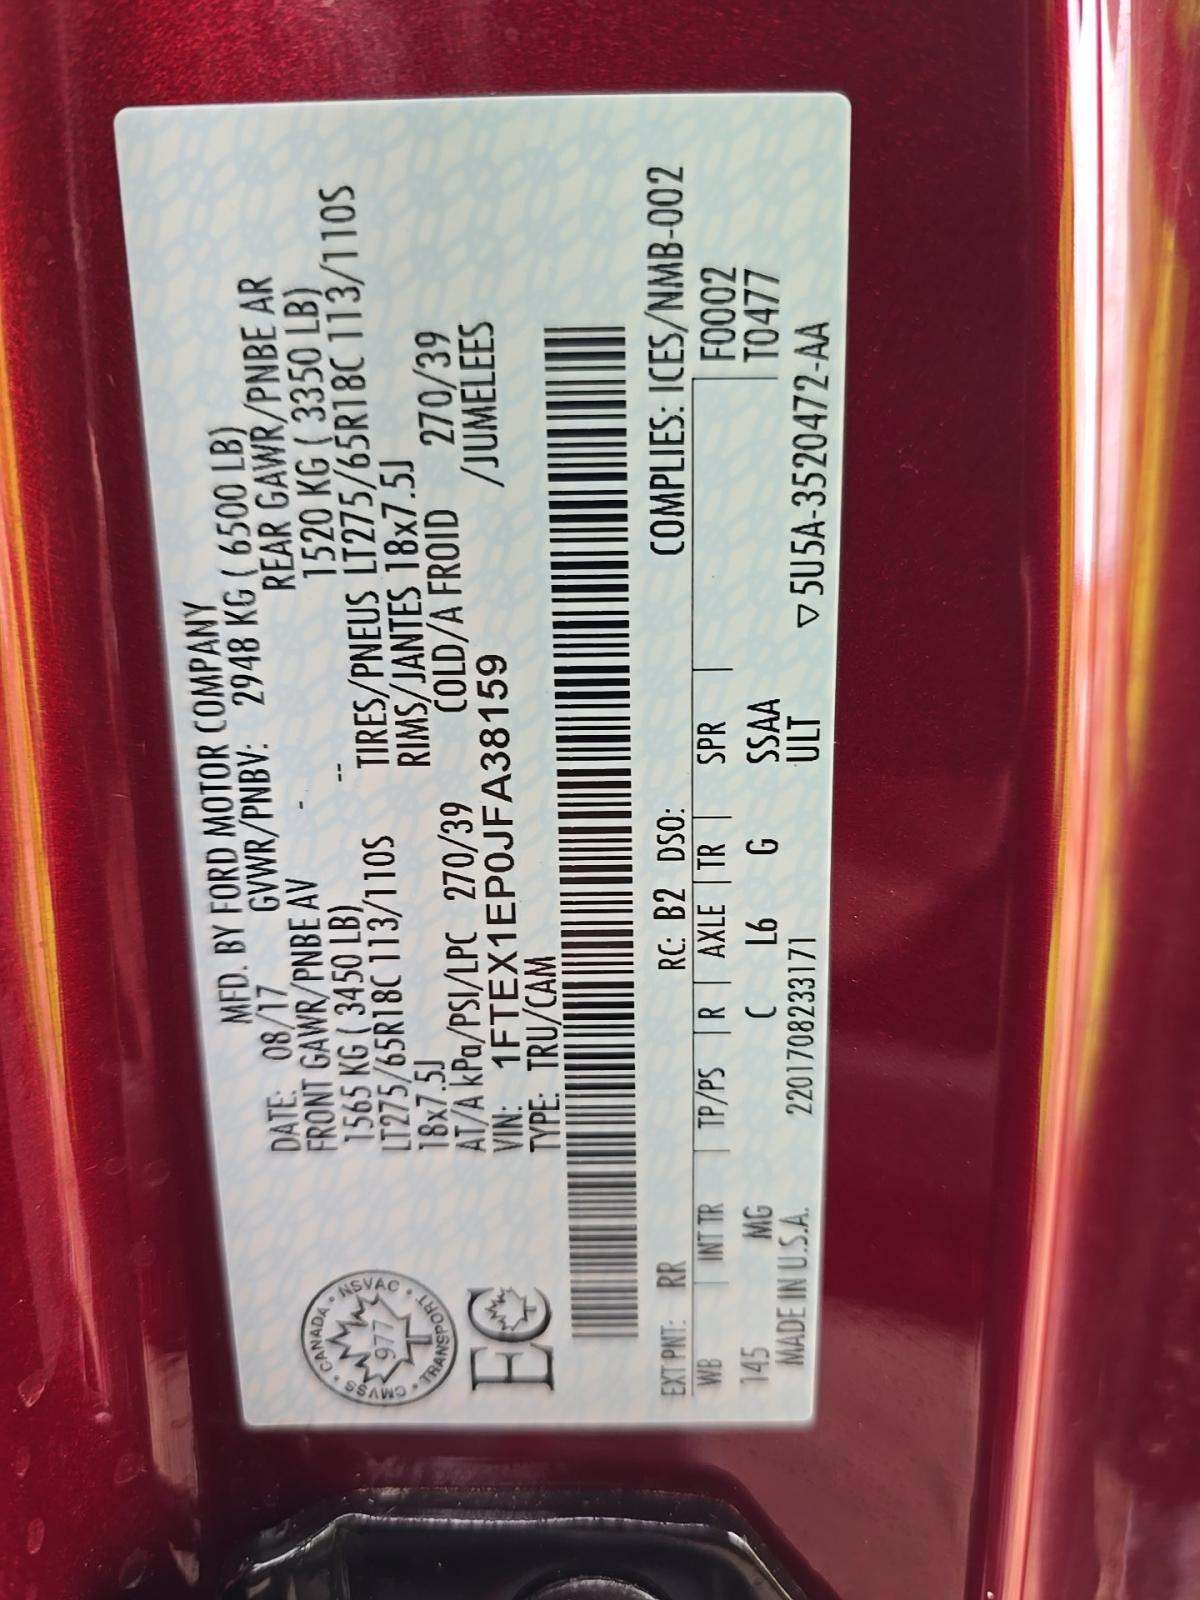 MFD. BY FORD MOTOR COMPANY
DATE: 08/17 GVWR/PNBV: 2948 KG ( 6500 LB)
FRONT GAWR/PNBE AV - REAR GAWR/PNBE AR
1565 KG ( 3450 LB) -- 1520 KG ( 3350 LB)
LT275/65R18C 113/110S TIRES/PNEUS LT275/65R18C 113/110S
18x7.5J RIMS/JANTES 18x7.5J
AT/A kPa/PSI/LPC 270/39 COLD/A FROID 270/39
VIN: 1FTEX1EP0JFA38159 /JUMELEES
TYPE: TRU/CAM
CANADA • NSVAC • TRANSPORT • CMVSS •
977
EC
EXT PNT: RR RC: B2 DSO: COMPLIES: ICES/NMB-002
WB INT TR TP/PS R AXLE TR SPR F0002
145 MG C L6 G SSAA T0477
MADE IN U.S.A. 2201708233171 ULT ▽5U5A-3520472-AA